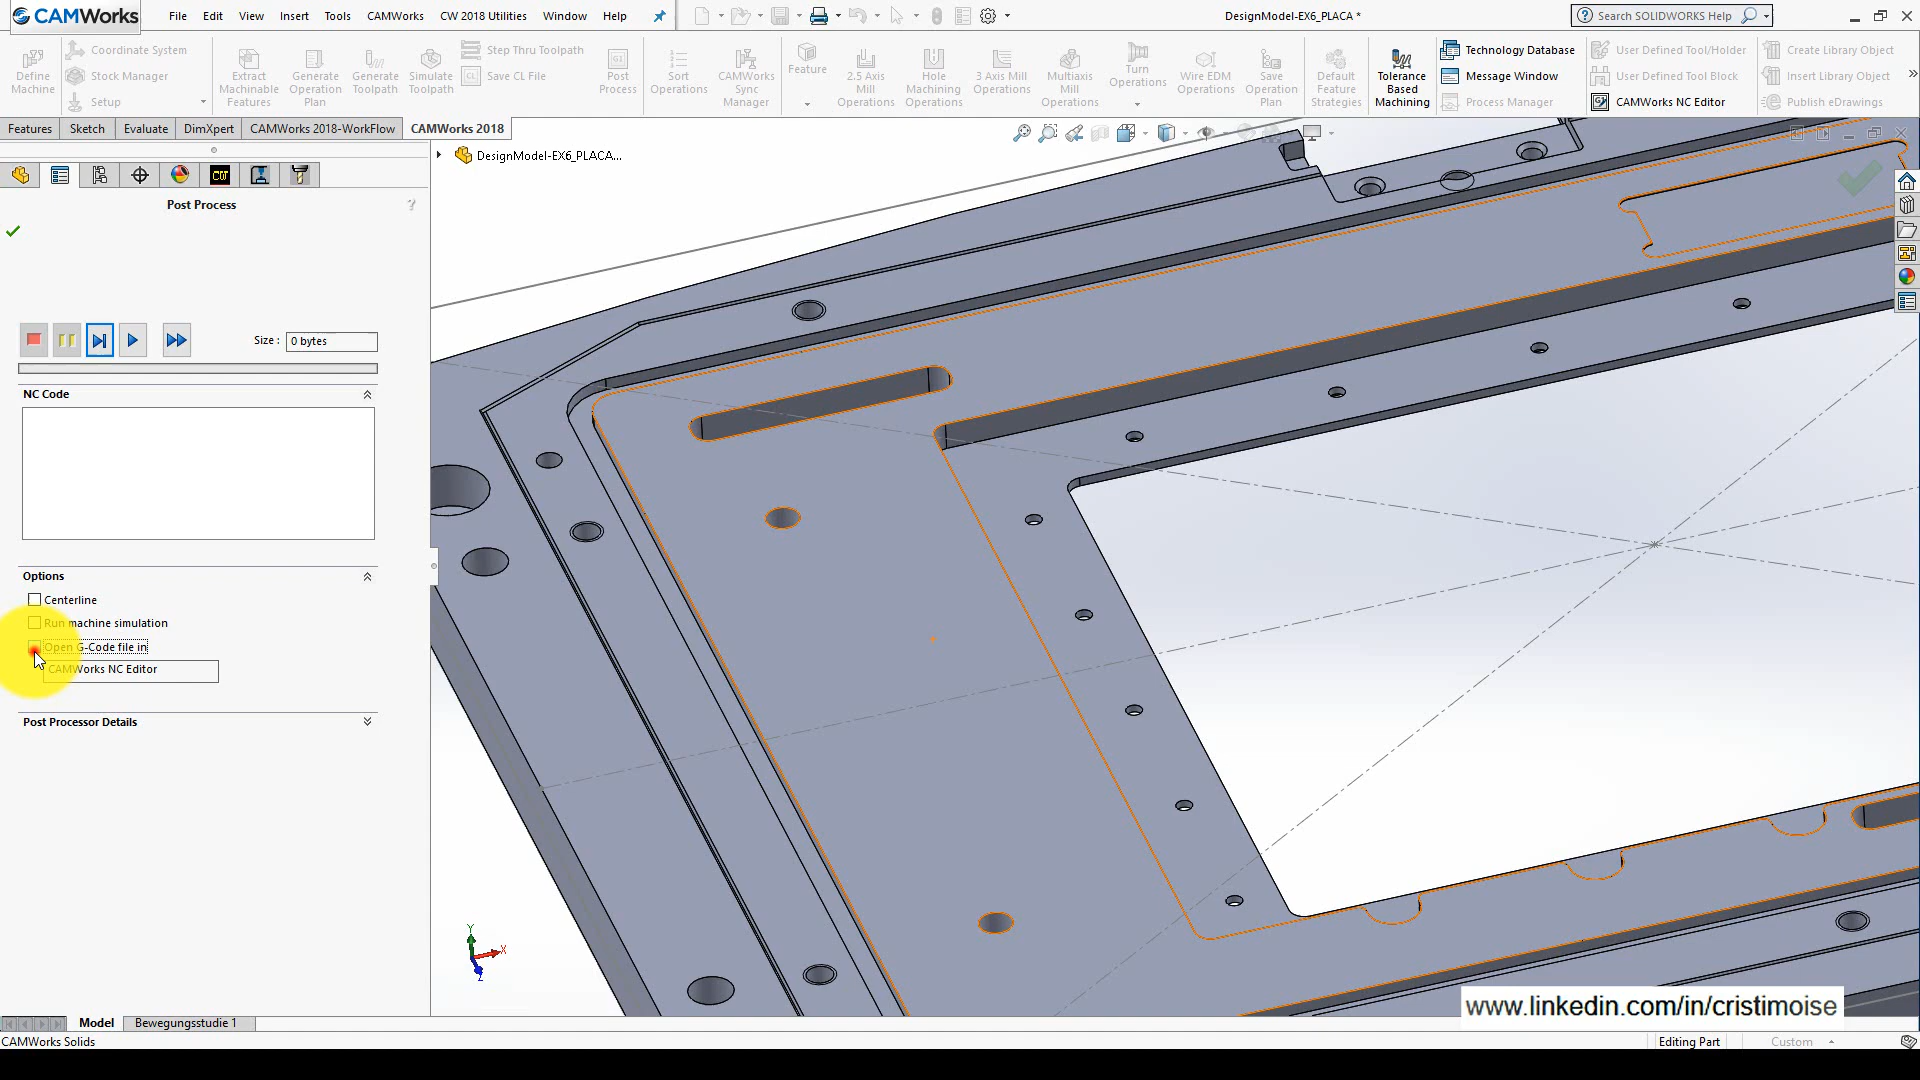 CAMWorks
File Edit View Insert Tools CAMWorks CW 2018 Utilities Window Help
DesignModel-EX6_PLACA *
Search SOLIDWORKS Help
Define Machine
Coordinate System
Stock Manager
Setup
Extract Machinable Features
Generate Operation Plan
Generate Toolpath
Simulate Toolpath
Step Thru Toolpath
Save CL File
Post Process
Sort Operations
CAMWorks Sync Manager
Feature
2.5 Axis Mill Operations
Hole Machining Operations
3 Axis Mill Operations
Multiaxis Mill Operations
Turn Operations
Wire EDM Operations
Save Operation Plan
Default Feature Strategies
Tolerance Based Machining
Technology Database
Message Window
Process Manager
User Defined Tool/Holder
User Defined Tool Block
CAMWorks NC Editor
Create Library Object
Insert Library Object
Publish eDrawings
Features Sketch Evaluate DimXpert CAMWorks 2018-WorkFlow CAMWorks 2018
DesignModel-EX6_PLACA...
Post Process
Size : 0 bytes
NC Code
Options
Centerline
Run machine simulation
Open G-Code file in
CAMWorks NC Editor
Post Processor Details
Y
X
Z
www.linkedin.com/in/cristimoise
Model Bewegungsstudie 1
CAMWorks Solids
Editing Part
Custom